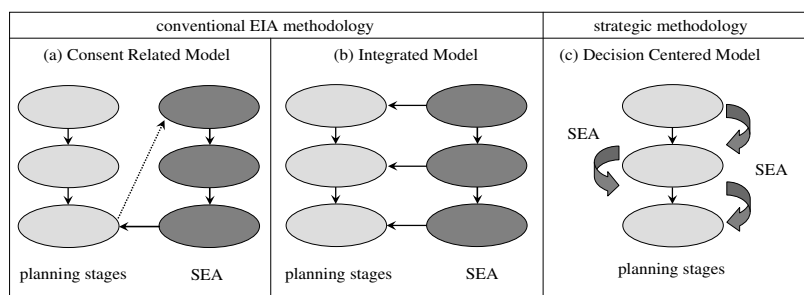 conventional EIA methodology
strategic methodology
(a) Consent Related Model
(b) Integrated Model
(c) Decision Centered Model
SEA
SEA
planning stages
SEA
planning stages
SEA
planning stages